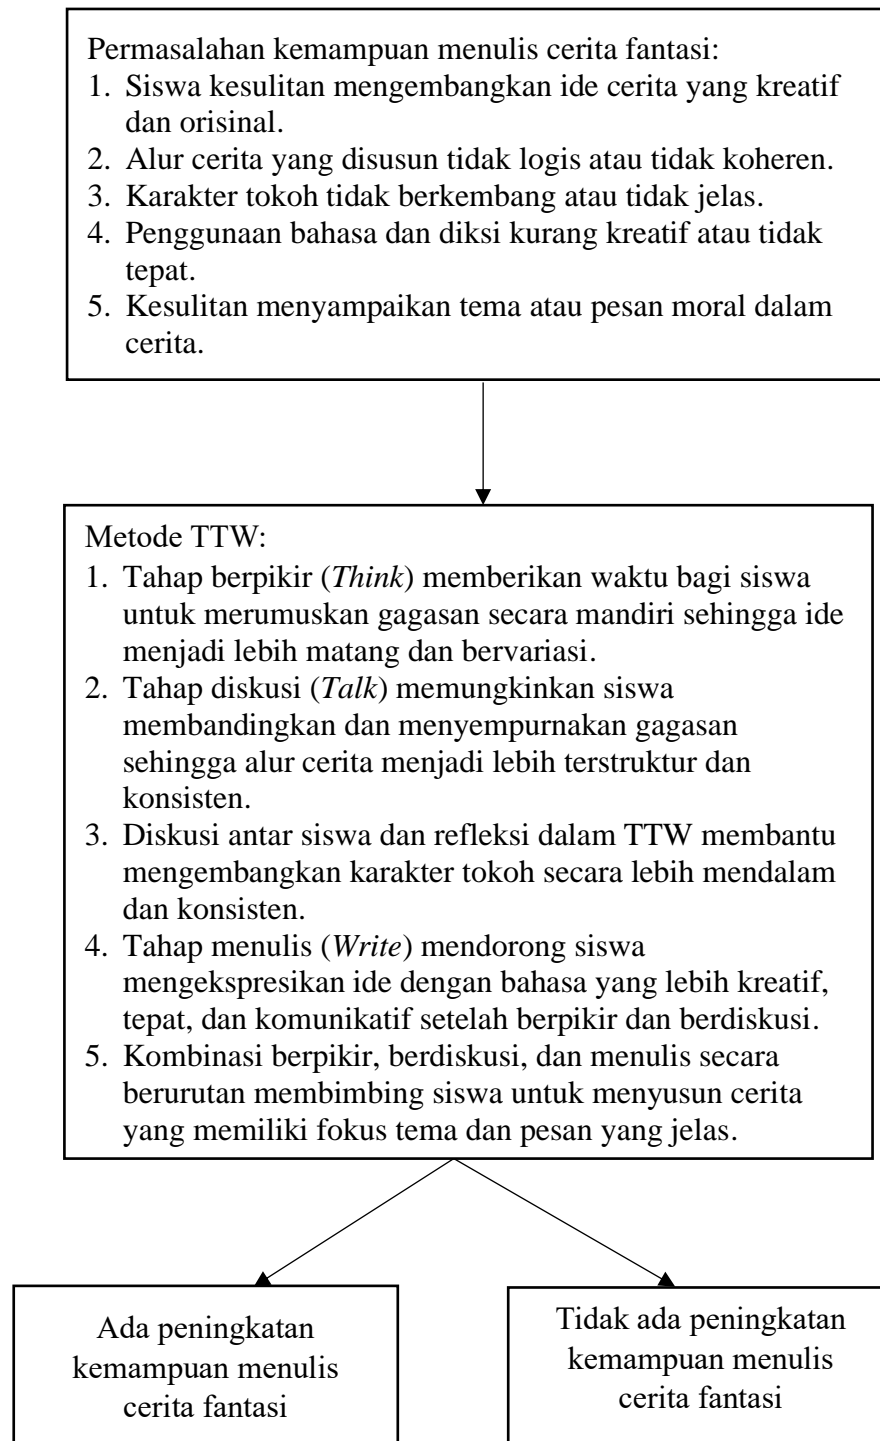 Permasalahan kemampuan menulis cerita fantasi:
1. Siswa kesulitan mengembangkan ide cerita yang kreatif
dan orisinal.
2. Alur cerita yang disusun tidak logis atau tidak koheren.
3. Karakter tokoh tidak berkembang atau tidak jelas.
4. Penggunaan bahasa dan diksi kurang kreatif atau tidak
tepat.
5. Kesulitan menyampaikan tema atau pesan moral dalam
cerita.
Metode TTW:
1. Tahap berpikir (Think) memberikan waktu bagi siswa
untuk merumuskan gagasan secara mandiri sehingga ide
menjadi lebih matang dan bervariasi.
2. Tahap diskusi (Talk) memungkinkan siswa
membandingkan dan menyempurnakan gagasan
sehingga alur cerita menjadi lebih terstruktur dan
konsisten.
3. Diskusi antar siswa dan refleksi dalam TTW membantu
mengembangkan karakter tokoh secara lebih mendalam
dan konsisten.
4. Tahap menulis (Write) mendorong siswa
mengekspresikan ide dengan bahasa yang lebih kreatif,
tepat, dan komunikatif setelah berpikir dan berdiskusi.
5. Kombinasi berpikir, berdiskusi, dan menulis secara
berurutan membimbing siswa untuk menyusun cerita
yang memiliki fokus tema dan pesan yang jelas.
Ada peningkatan
kemampuan menulis
cerita fantasi
Tidak ada peningkatan
kemampuan menulis
cerita fantasi